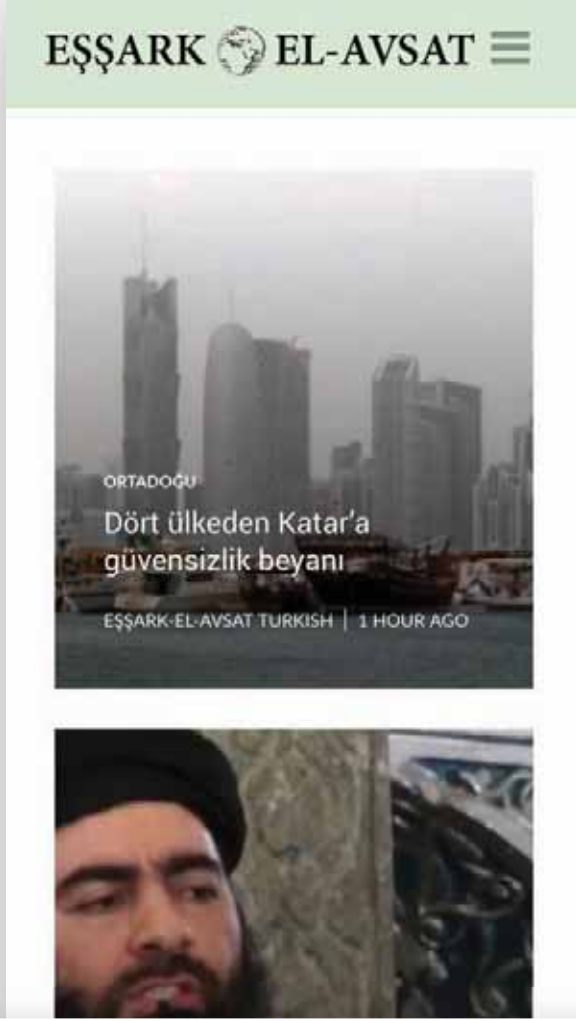 EŞŞARK EL-AVSAT
ORTADOĞU
Dört ülkeden Katar'a
güvensizlik beyanı
EŞŞARK-EL-AVSAT TURKISH | 1 HOUR AGO